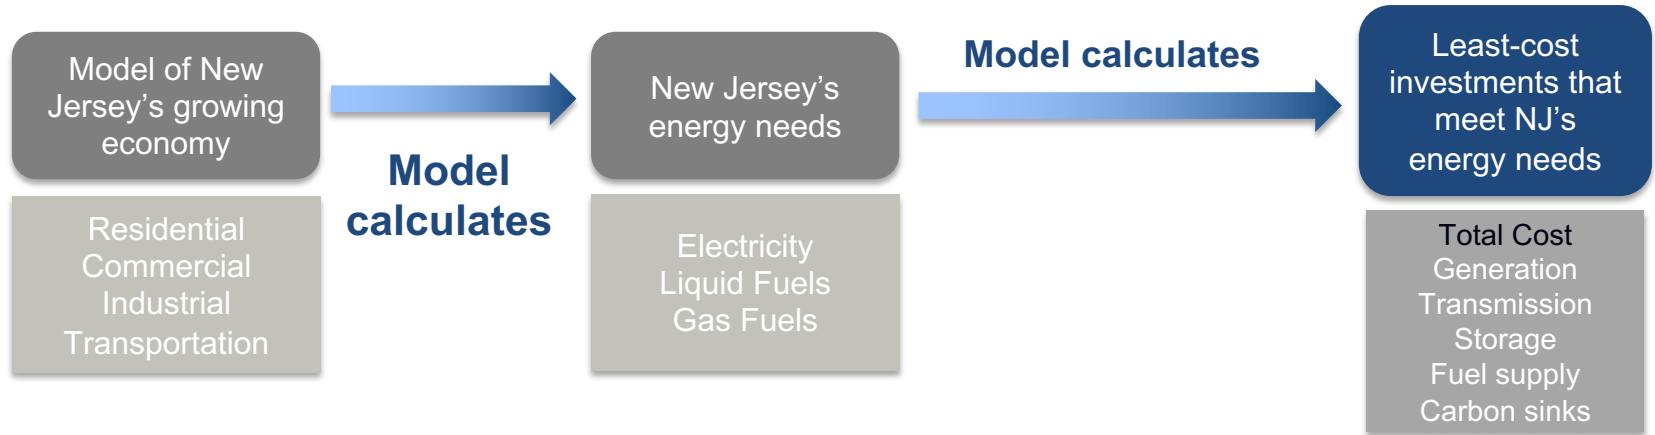 Model of New
Jersey’s growing
economy
Residential
Commercial
Industrial
Transportation
Model
calculates
New Jersey’s
energy needs
Electricity
Liquid Fuels
Gas Fuels
Model calculates
Least-cost
investments that
meet NJ’s
energy needs
Total Cost
Generation
Transmission
Storage
Fuel supply
Carbon sinks